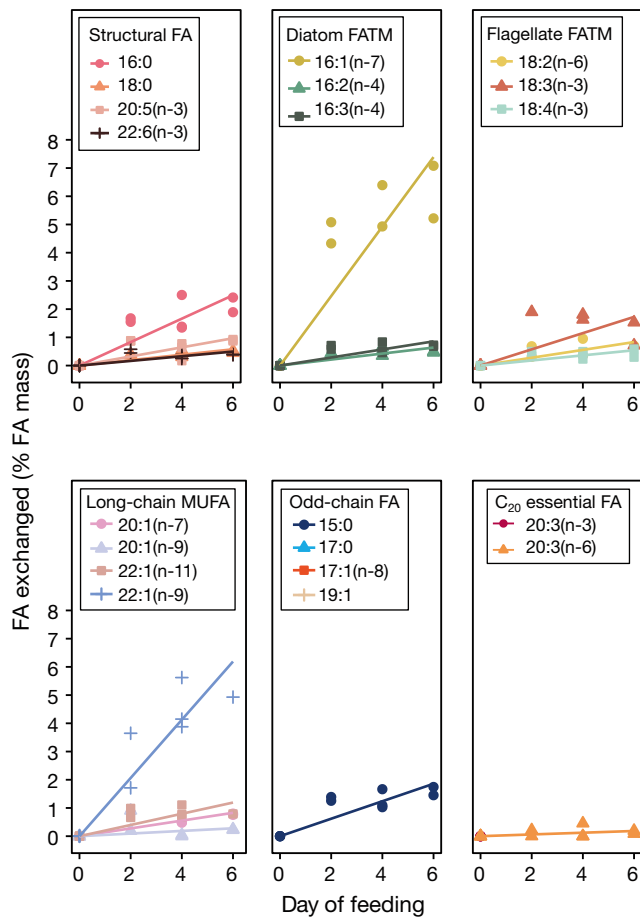 Structural FA
16:0
18:0
20:5(n-3)
22:6(n-3)
Diatom FATM
16:1(n-7)
16:2(n-4)
16:3(n-4)
Flagellate FATM
18:2(n-6)
18:3(n-3)
18:4(n-3)
8
7
6
5
4
3
2
1
0
0 2 4 6
0 2 4 6
0 2 4 6
FA exchanged (% FA mass)
Long-chain MUFA
20:1(n-7)
20:1(n-9)
22:1(n-11)
22:1(n-9)
Odd-chain FA
15:0
17:0
17:1(n-8)
19:1
C₂₀ essential FA
20:3(n-3)
20:3(n-6)
8
7
6
5
4
3
2
1
0
0 2 4 6
0 2 4 6
0 2 4 6
Day of feeding